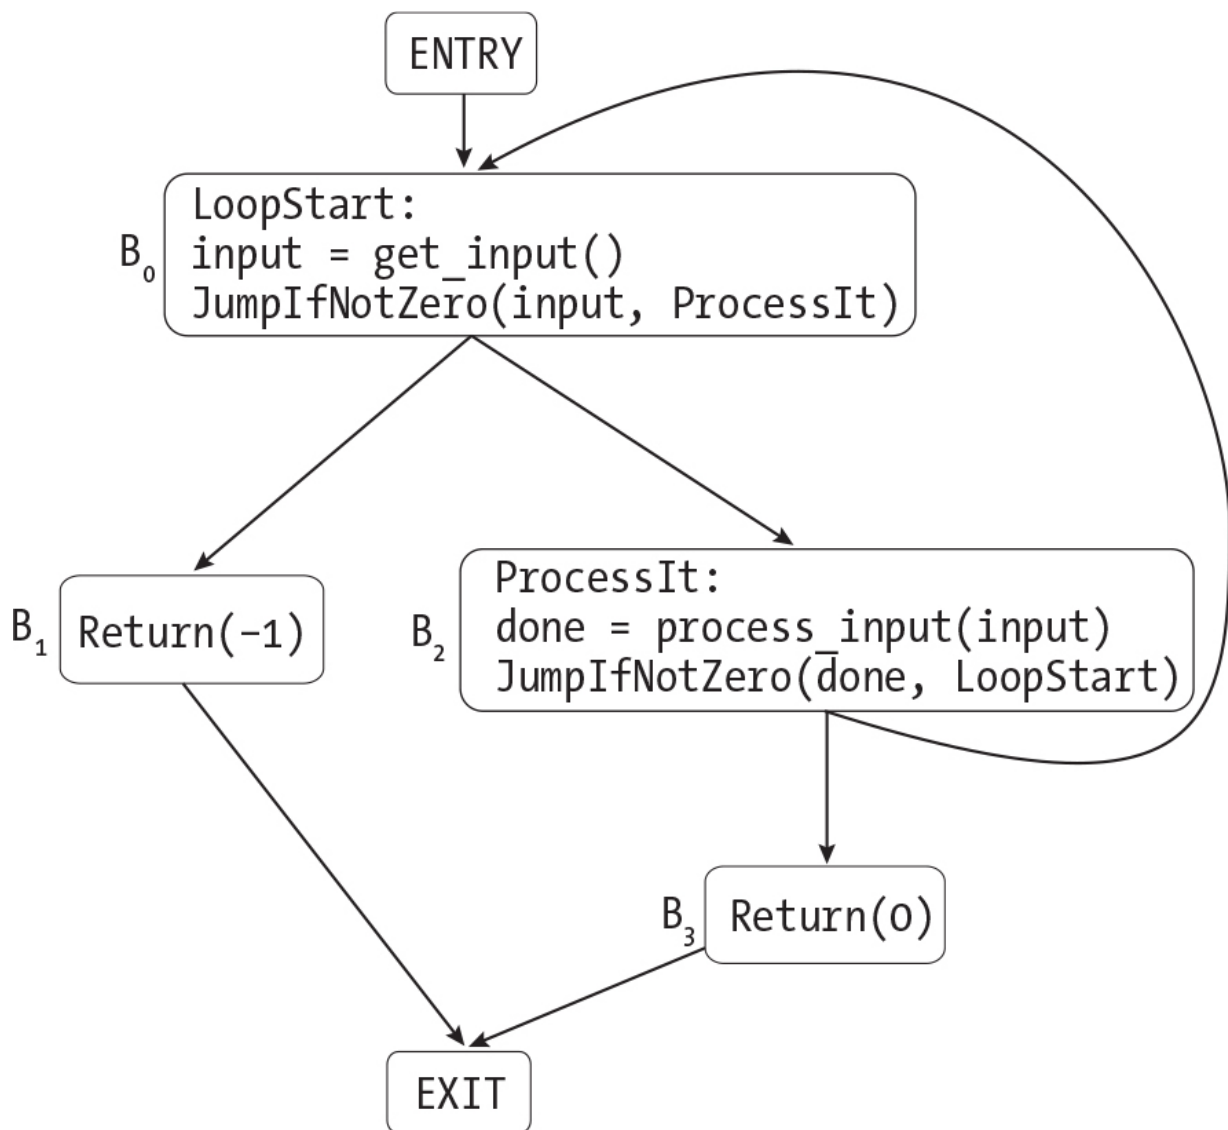 ENTRY
B₀
LoopStart:
input = get_input()
JumpIfNotZero(input, ProcessIt)
B₁
Return(–1)
B₂
ProcessIt:
done = process_input(input)
JumpIfNotZero(done, LoopStart)
B₃
Return(0)
EXIT